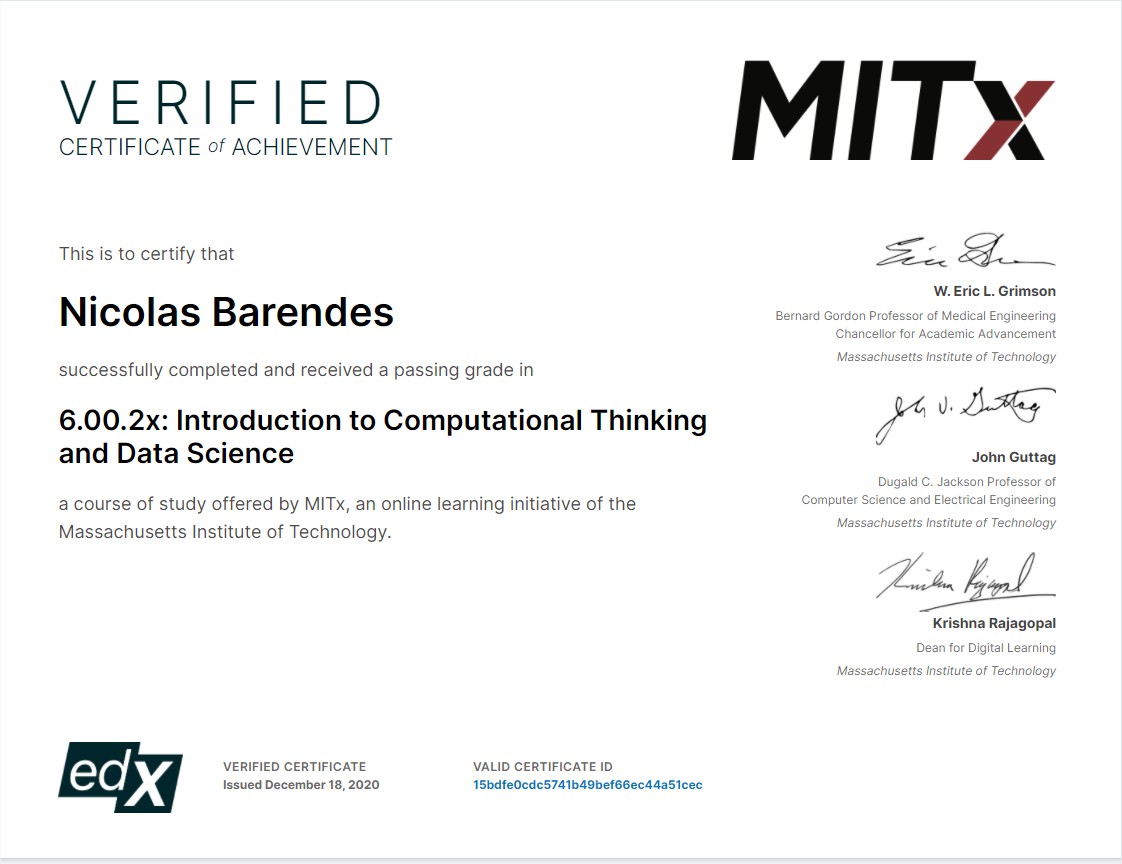 VERIFIED
CERTIFICATE of ACHIEVEMENT
MITx
This is to certify that
Nicolas Barendes
successfully completed and received a passing grade in
6.00.2x: Introduction to Computational Thinking
and Data Science
a course of study offered by MITx, an online learning initiative of the
Massachusetts Institute of Technology.
W. Eric L. Grimson
Bernard Gordon Professor of Medical Engineering
Chancellor for Academic Advancement
Massachusetts Institute of Technology
John V. Guttag
John Guttag
Dugald C. Jackson Professor of
Computer Science and Electrical Engineering
Massachusetts Institute of Technology
Krishna Rajagopal
Krishna Rajagopal
Dean for Digital Learning
Massachusetts Institute of Technology
edX
VERIFIED CERTIFICATE
Issued December 18, 2020
VALID CERTIFICATE ID
15bdfe0cdc5741b49bef66ec44a51cec